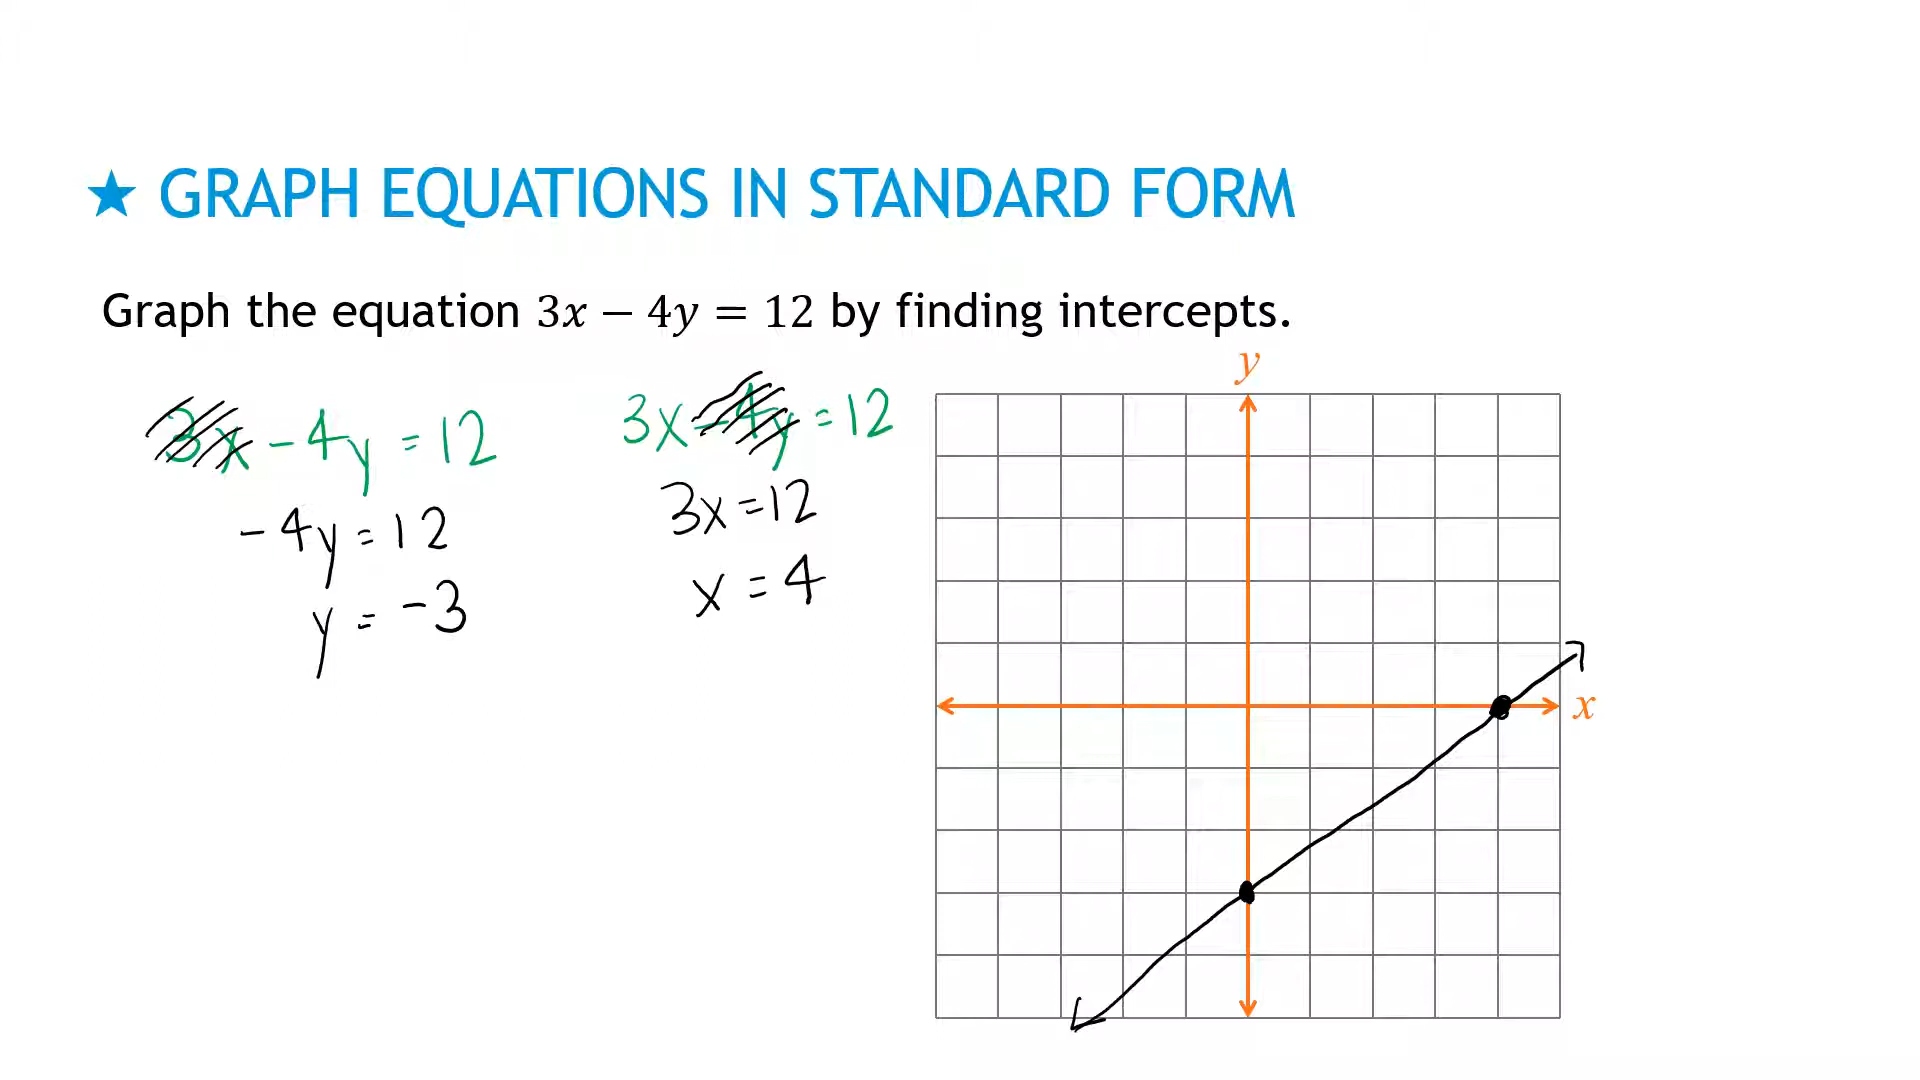 ★ GRAPH EQUATIONS IN STANDARD FORM
Graph the equation 3x − 4y = 12 by finding intercepts.
3x - 4y = 12
-4y = 12
y = -3
3x - 4y = 12
3x = 12
x = 4
y
x